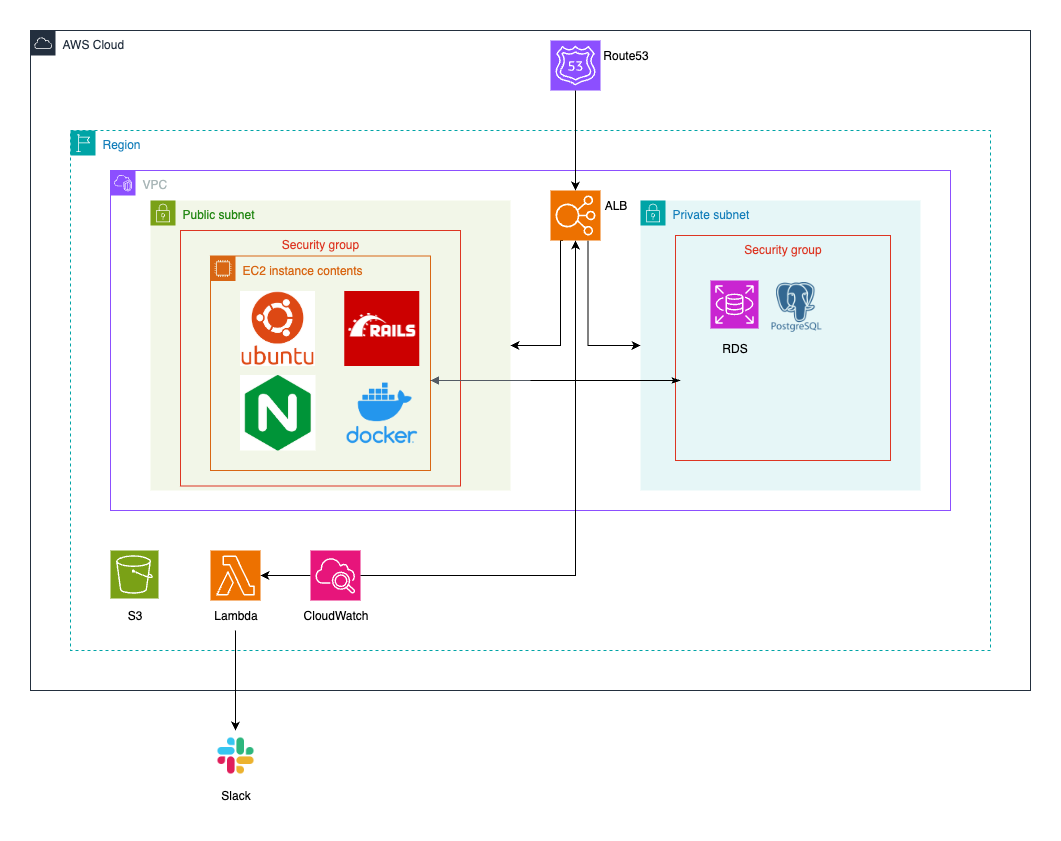 AWS Cloud
53
Route53
Region
VPC
Public subnet
ALB
Private subnet
Security group
Security group
EC2 instance contents
ubuntu
RAILS
PostgreSQL
RDS
N
docker
S3
Lambda
CloudWatch
Slack